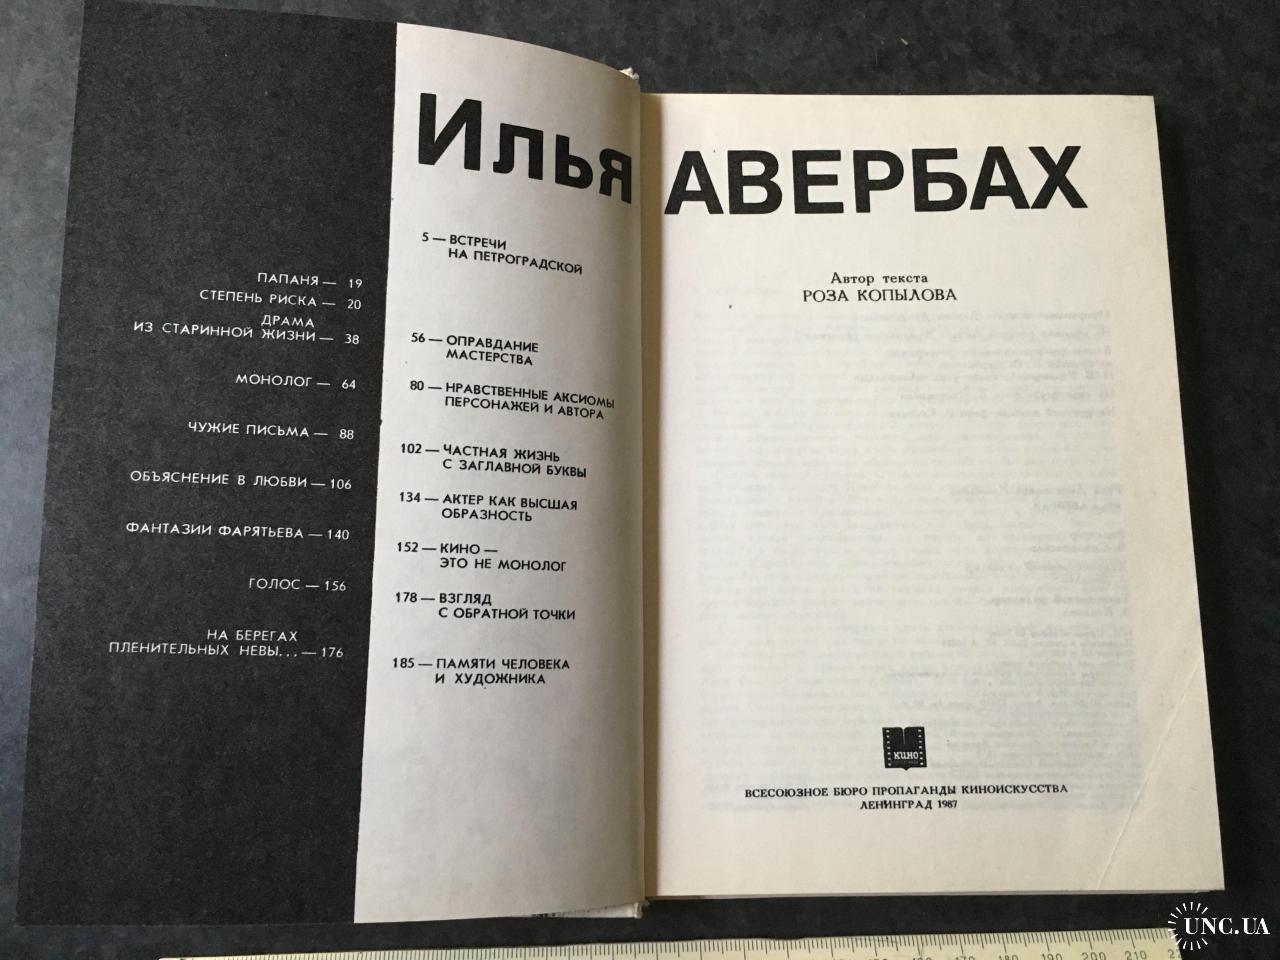 Илья АВЕРБАХ
ПАПАНЯ — 19
СТЕПЕНЬ РИСКА — 20
ДРАМА
ИЗ СТАРИННОЙ ЖИЗНИ — 38
МОНОЛОГ — 64
ЧУЖИЕ ПИСЬМА — 88
ОБЪЯСНЕНИЕ В ЛЮБВИ — 106
ФАНТАЗИИ ФАРЯТЬЕВА — 140
ГОЛОС — 156
НА БЕРЕГАХ
ПЛЕНИТЕЛЬНЫХ НЕВЫ... — 176
5 — ВСТРЕЧИ
НА ПЕТРОГРАДСКОЙ
56 — ОПРАВДАНИЕ
МАСТЕРСТВА
80 — НРАВСТВЕННЫЕ АКСИОМЫ
ПЕРСОНАЖЕЙ И АВТОРА
102 — ЧАСТНАЯ ЖИЗНЬ
С ЗАГЛАВНОЙ БУКВЫ
134 — АКТЕР КАК ВЫСШАЯ
ОБРАЗНОСТЬ
152 — КИНО —
ЭТО НЕ МОНОЛОГ
178 — ВЗГЛЯД
С ОБРАТНОЙ ТОЧКИ
185 — ПАМЯТИ ЧЕЛОВЕКА
И ХУДОЖНИКА
Автор текста
РОЗА КОПЫЛОВА
КИНО
ВСЕСОЮЗНОЕ БЮРО ПРОПАГАНДЫ КИНОИСКУССТВА
ЛЕНИНГРАД 1987
UNC.UA